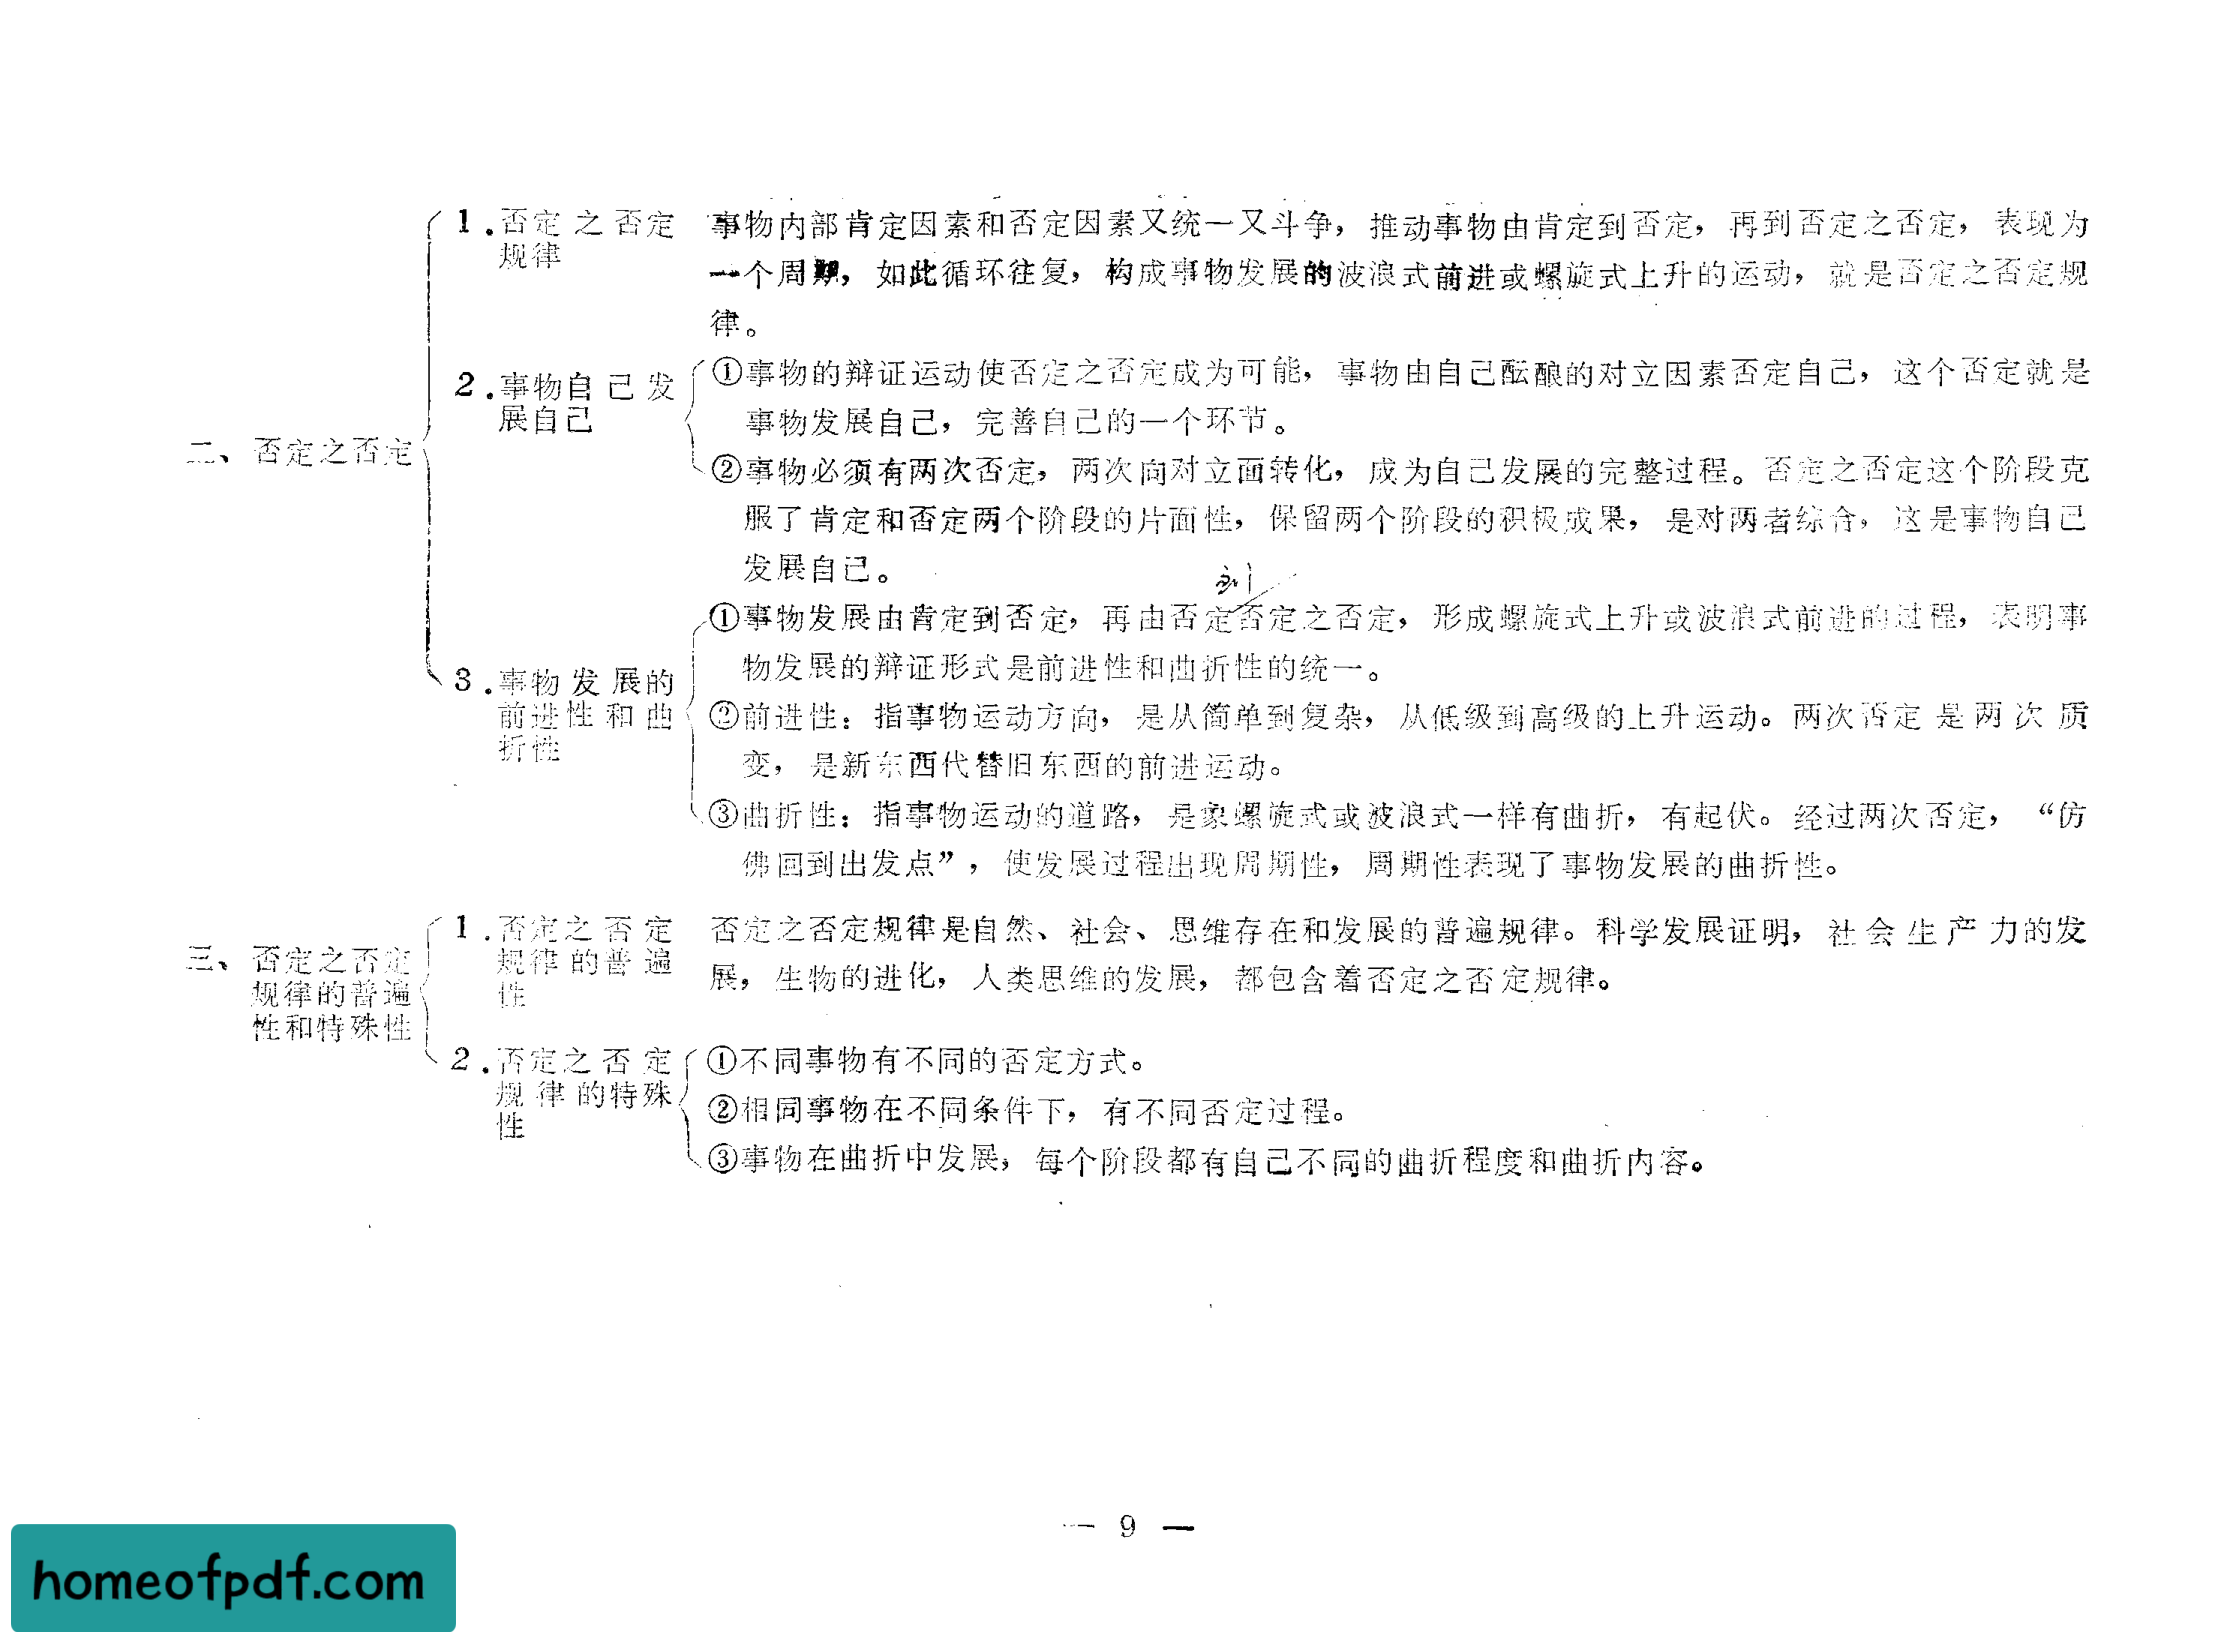 1.否定之否定
规律
事物内部肯定因素和否定因素又统一又斗争，推动事物由肯定到否定，再到否定之否定，表现为
一个周期，如此循环往复，构成事物发展的波浪式前进或螺旋式上升的运动，就是否定之否定规
律。
二、否定之否定
2.事物自己发
展自己
①事物的辩证运动使否定之否定成为可能，事物由自己酝酿的对立因素否定自己，这个否定就是
事物发展自己，完善自己的一个环节。
②事物必须有两次否定，两次向对立面转化，成为自己发展的完整过程。否定之否定这个阶段克
服了肯定和否定两个阶段的片面性，保留两个阶段的积极成果，是对两者综合，这是事物自己
发展自己。
到
3.事物发展的
前进性和曲
折性
①事物发展由肯定到否定，再由否定否定之否定，形成螺旋式上升或波浪式前进的过程，表明事
物发展的辩证形式是前进性和曲折性的统一。
②前进性：指事物运动方向，是从简单到复杂，从低级到高级的上升运动。两次否定是两次质
变，是新东西代替旧东西的前进运动。
③曲折性：指事物运动的道路，是象螺旋式或波浪式一样有曲折，有起伏。经过两次否定，“仿
佛回到出发点”，使发展过程出现周期性，周期性表现了事物发展的曲折性。
三、否定之否定
规律的普遍
性和特殊性
1.否定之否定
规律的普遍
性
否定之否定规律是自然、社会、思维存在和发展的普遍规律。科学发展证明，社会生产力的发
展，生物的进化，人类思维的发展，都包含着否定之否定规律。
2.否定之否定
规律的特殊
性
①不同事物有不同的否定方式。
②相同事物在不同条件下，有不同否定过程。
③事物在曲折中发展，每个阶段都有自己不同的曲折程度和曲折内容。
— 9 —
homeofpdf.com